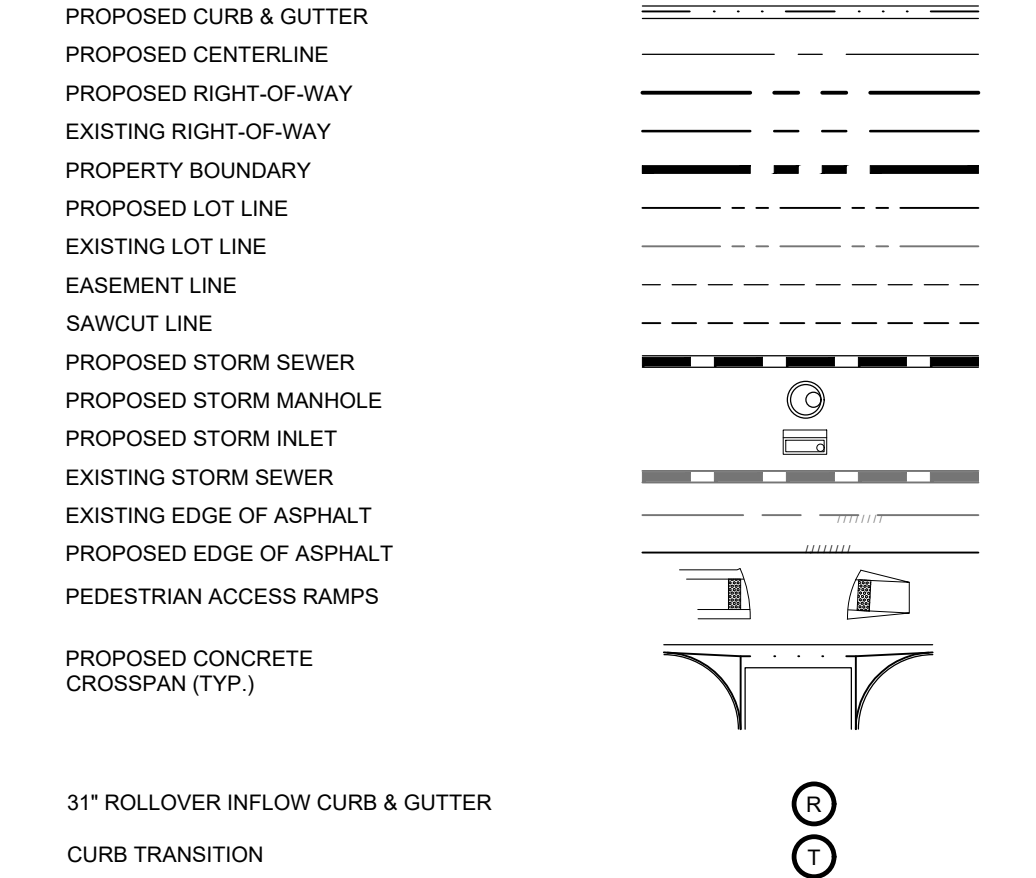 PROPOSED CURB & GUTTER
PROPOSED CENTERLINE
PROPOSED RIGHT-OF-WAY
EXISTING RIGHT-OF-WAY
PROPERTY BOUNDARY
PROPOSED LOT LINE
EXISTING LOT LINE
EASEMENT LINE
SAWCUT LINE
PROPOSED STORM SEWER
PROPOSED STORM MANHOLE
PROPOSED STORM INLET
EXISTING STORM SEWER
EXISTING EDGE OF ASPHALT
PROPOSED EDGE OF ASPHALT
PEDESTRIAN ACCESS RAMPS
PROPOSED CONCRETE
CROSSPAN (TYP.)
31" ROLLOVER INFLOW CURB & GUTTER R
CURB TRANSITION T